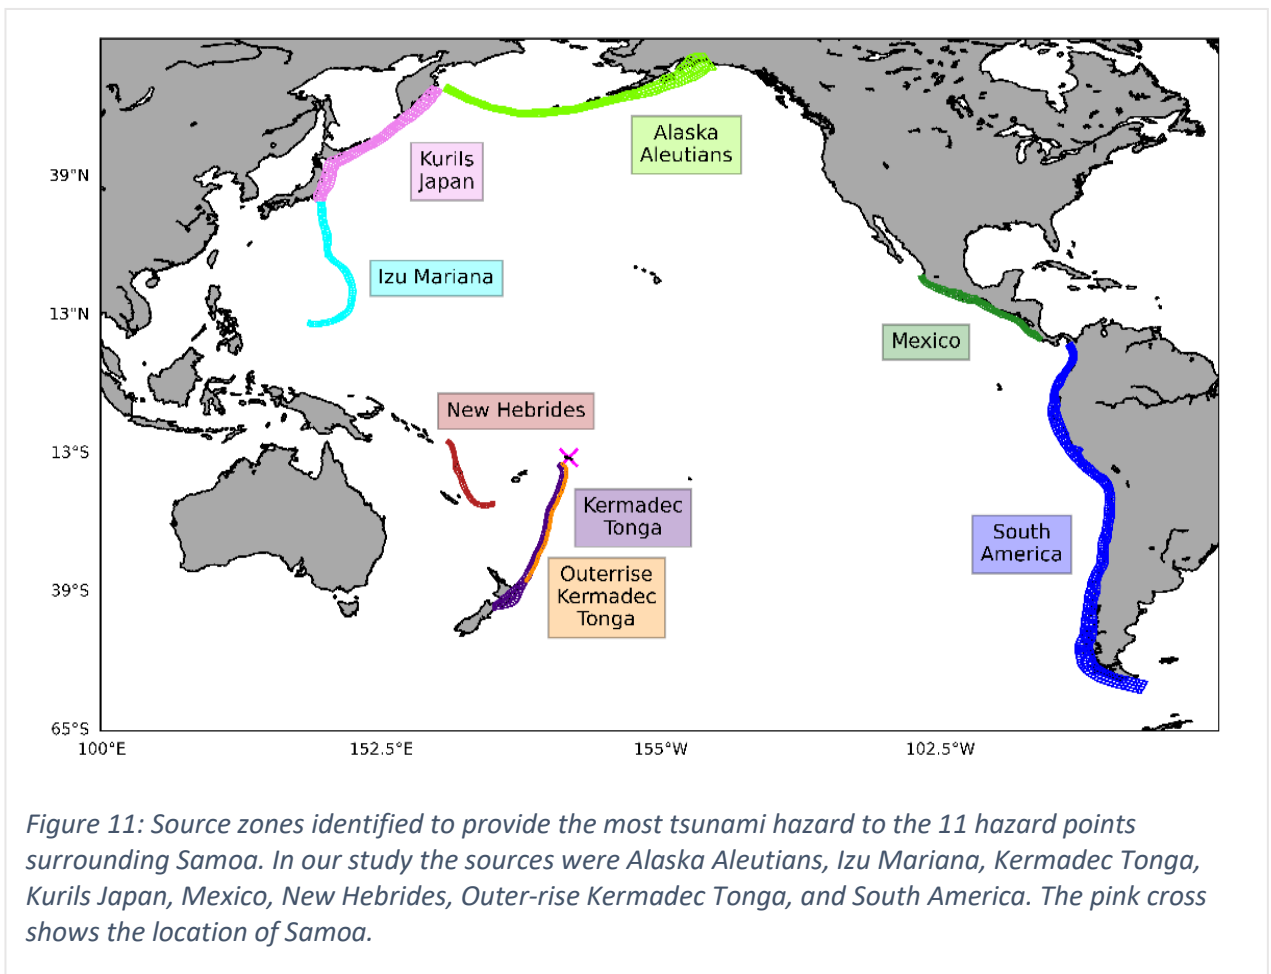 Alaska
Aleutians
Kurils
Japan
39°N
Izu Mariana
13°N
Mexico
New Hebrides
13°S
Kermadec
Tonga
South
America
Outerrise
Kermadec
Tonga
39°S
65°S
100°E
152.5°E
155°W
102.5°W
Figure 11: Source zones identified to provide the most tsunami hazard to the 11 hazard points
surrounding Samoa. In our study the sources were Alaska Aleutians, Izu Mariana, Kermadec Tonga,
Kurils Japan, Mexico, New Hebrides, Outer-rise Kermadec Tonga, and South America. The pink cross
shows the location of Samoa.